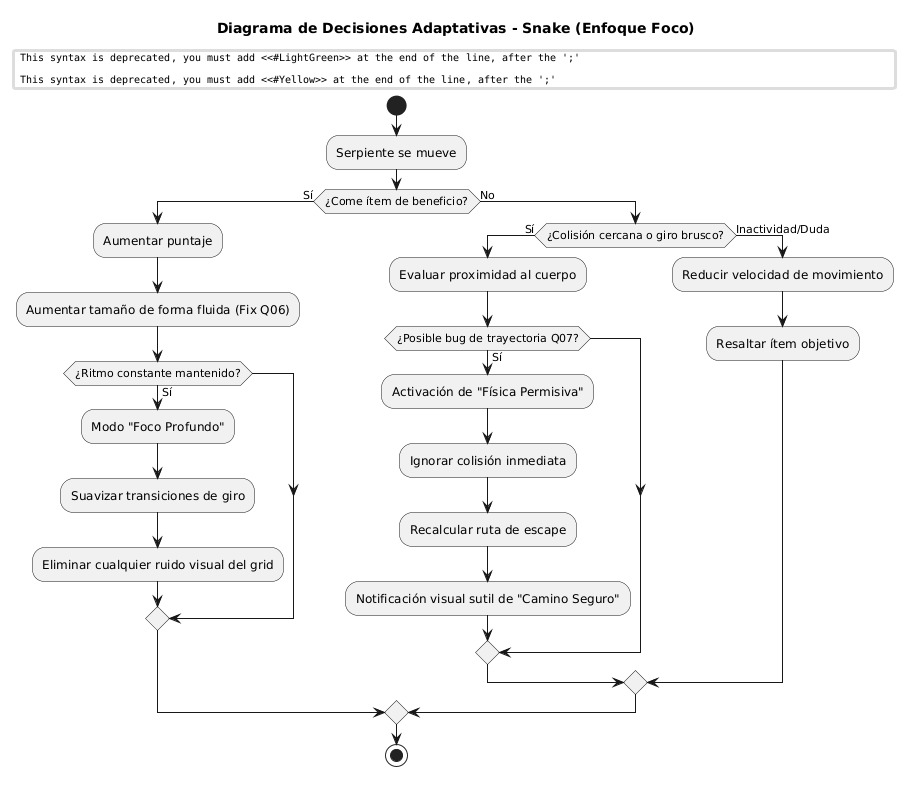 Diagrama de Decisiones Adaptativas - Snake (Enfoque Foco)
This syntax is deprecated, you must add <<#LightGreen>> at the end of the line, after the ';'
This syntax is deprecated, you must add <<#Yellow>> at the end of the line, after the ';'
Serpiente se mueve
Sí
¿Come ítem de beneficio?
No
Aumentar puntaje
Aumentar tamaño de forma fluida (Fix Q06)
¿Ritmo constante mantenido?
Sí
Modo "Foco Profundo"
Suavizar transiciones de giro
Eliminar cualquier ruido visual del grid
Sí
¿Colisión cercana o giro brusco?
Inactividad/Duda
Evaluar proximidad al cuerpo
¿Posible bug de trayectoria Q07?
Sí
Activación de "Física Permisiva"
Ignorar colisión inmediata
Recalcular ruta de escape
Notificación visual sutil de "Camino Seguro"
Reducir velocidad de movimiento
Resaltar ítem objetivo